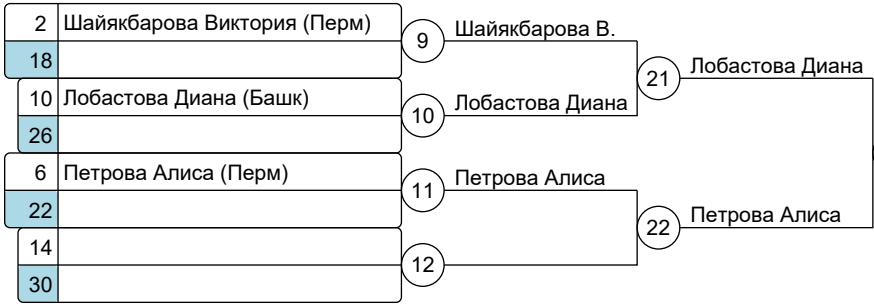 2 Шайякбарова Виктория (Перм)
9 Шайякбарова В.
18
21 Лобастова Диана
10 Лобастова Диана (Башк)
10 Лобастова Диана
26
6 Петрова Алиса (Перм)
11 Петрова Алиса
22
22 Петрова Алиса
14
12
30